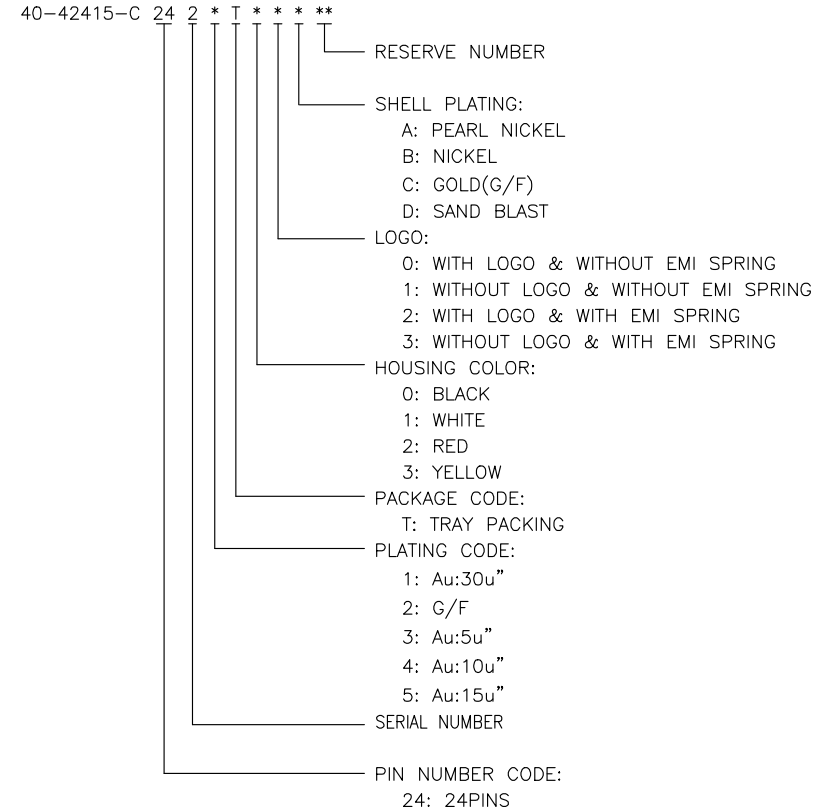 40-42415-C 24 2 * T * * * **
RESERVE NUMBER
SHELL PLATING:
A: PEARL NICKEL
B: NICKEL
C: GOLD(G/F)
D: SAND BLAST
LOGO:
0: WITH LOGO & WITHOUT EMI SPRING
1: WITHOUT LOGO & WITHOUT EMI SPRING
2: WITH LOGO & WITH EMI SPRING
3: WITHOUT LOGO & WITH EMI SPRING
HOUSING COLOR:
0: BLACK
1: WHITE
2: RED
3: YELLOW
PACKAGE CODE:
T: TRAY PACKING
PLATING CODE:
1: Au:30u”
2: G/F
3: Au:5u”
4: Au:10u”
5: Au:15u”
SERIAL NUMBER
PIN NUMBER CODE:
24: 24PINS